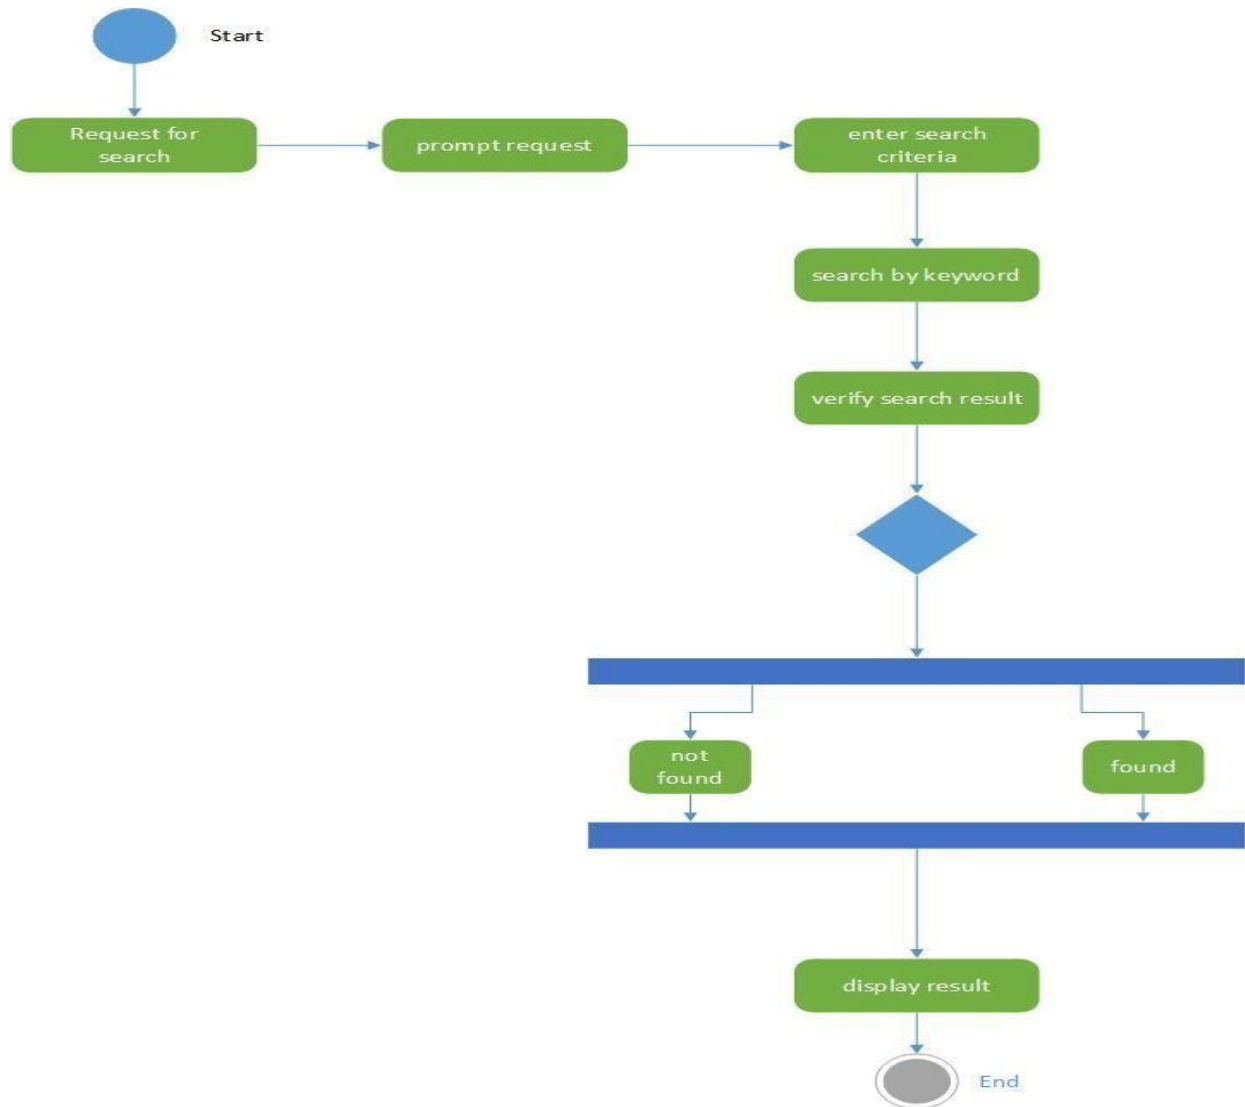 Start
Request for
search
prompt request
enter search
criteria
search by keyword
verify search result
not
found
found
display result
End